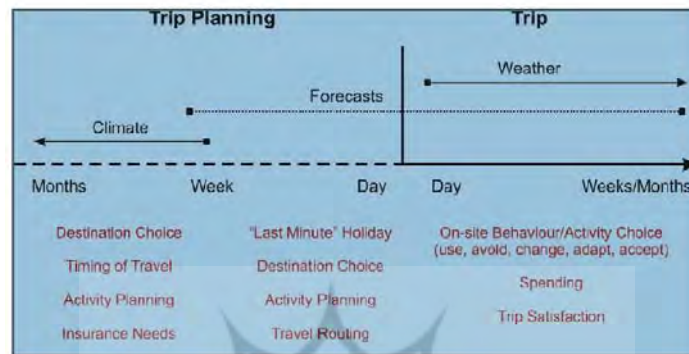 Trip Planning
Trip
Weather
Forecasts
Climate
Months
Week
Day
Day
Weeks/Months
Destination Choice
Timing of Travel
Activity Planning
Insurance Needs
"Last Minute" Holiday
Destination Choice
Activity Planning
Travel Routing
On-site Behaviour/Activity Choice
(use, avoid, change, adapt, accept)
Spending
Trip Satisfaction